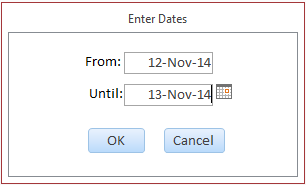 Enter Dates
From: 12-Nov-14
Until: 13-Nov-14
OK Cancel